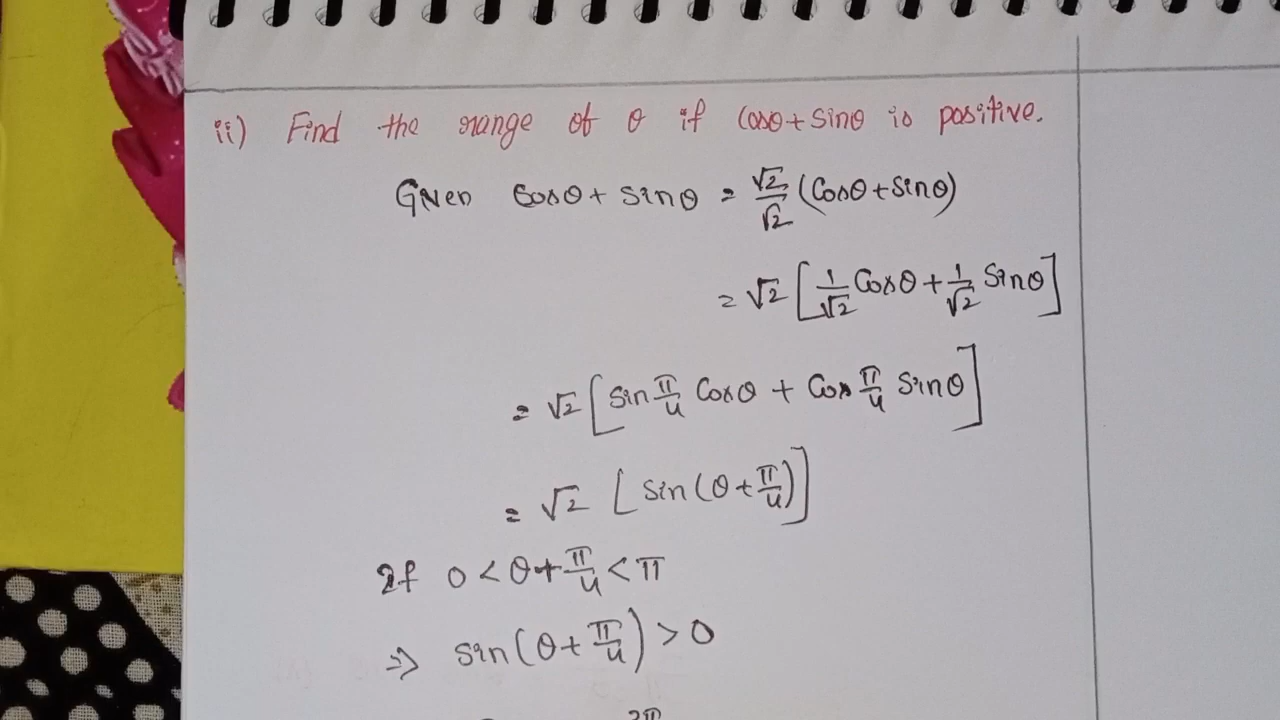 ii) Find the range of θ if Cosθ + Sinθ is positive.
Given Cosθ + Sinθ = √2/√2 (Cosθ + Sinθ)
= √2 [1/√2 Cosθ + 1/√2 Sinθ]
= √2 [Sin π/4 Cosθ + Cos π/4 Sinθ]
= √2 [Sin(θ + π/4)]
If 0 < θ + π/4 < π
⇒ Sin(θ + π/4) > 0